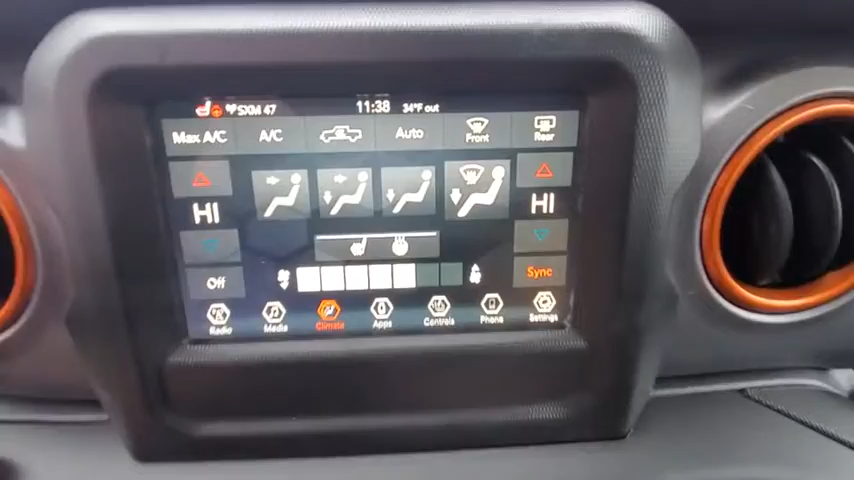 SXM 47 11:38 34°F out
Max A/C A/C Auto Front Rear
HI HI
Off Sync
Radio Media Climate Apps Controls Phone Settings